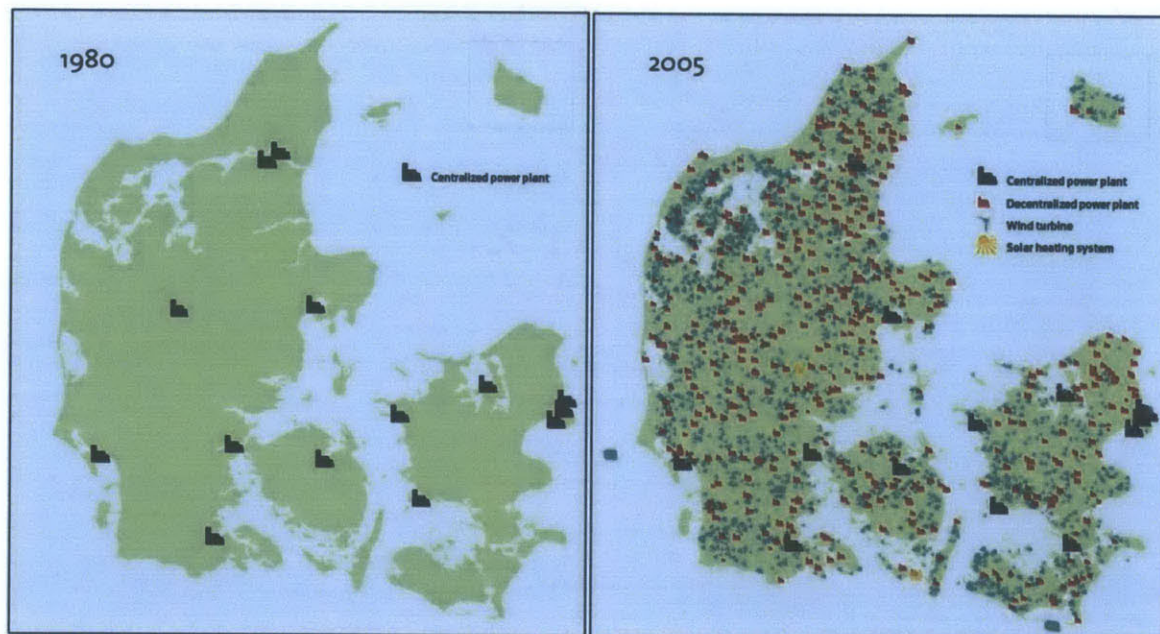 1980
Centralized power plant
2005
Centralized power plant
Decentralized power plant
Wind turbine
Solar heating system